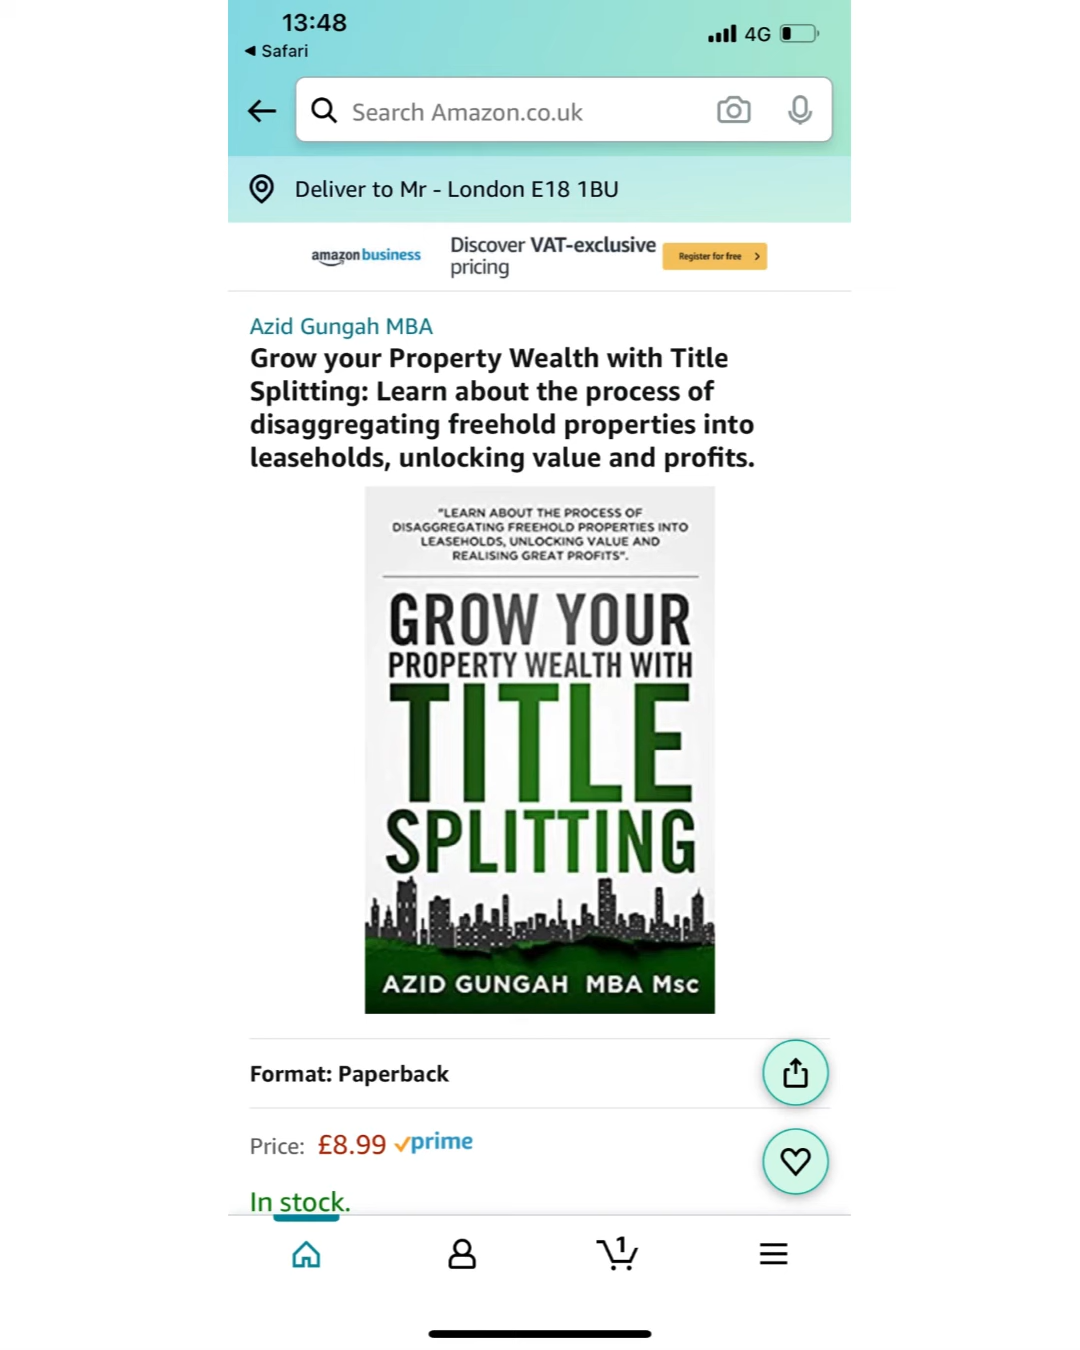 13:48
4G
◀ Safari
Search Amazon.co.uk
Deliver to Mr - London E18 1BU
amazon business
Discover VAT-exclusive
pricing
Register for free
Azid Gungah MBA
Grow your Property Wealth with Title
Splitting: Learn about the process of
disaggregating freehold properties into
leaseholds, unlocking value and profits.
"LEARN ABOUT THE PROCESS OF
DISAGGREGATING FREEHOLD PROPERTIES INTO
LEASEHOLDS, UNLOCKING VALUE AND
REALISING GREAT PROFITS".
GROW YOUR
PROPERTY WEALTH WITH
TITLE
SPLITTING
AZID GUNGAH MBA Msc
Format: Paperback
Price: £8.99 prime
In stock.
1